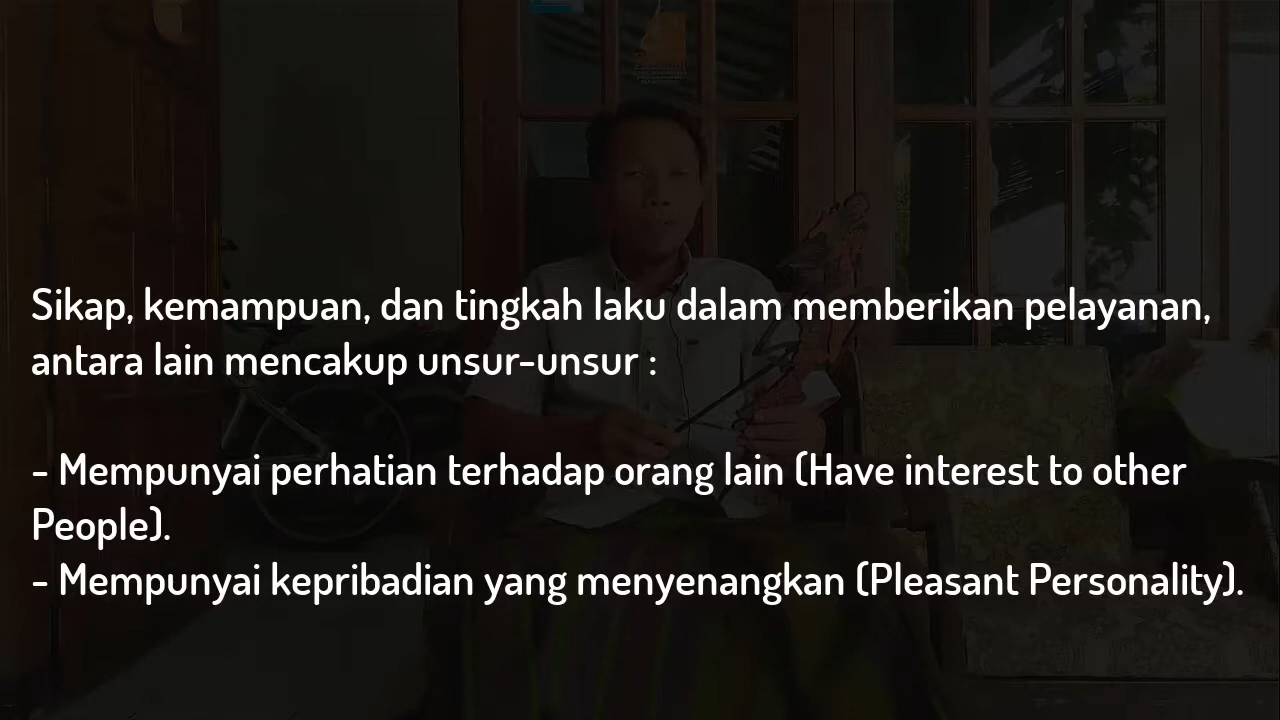 Sikap, kemampuan, dan tingkah laku dalam memberikan pelayanan,
antara lain mencakup unsur-unsur :
- Mempunyai perhatian terhadap orang lain (Have interest to other
People).
- Mempunyai kepribadian yang menyenangkan (Pleasant Personality).